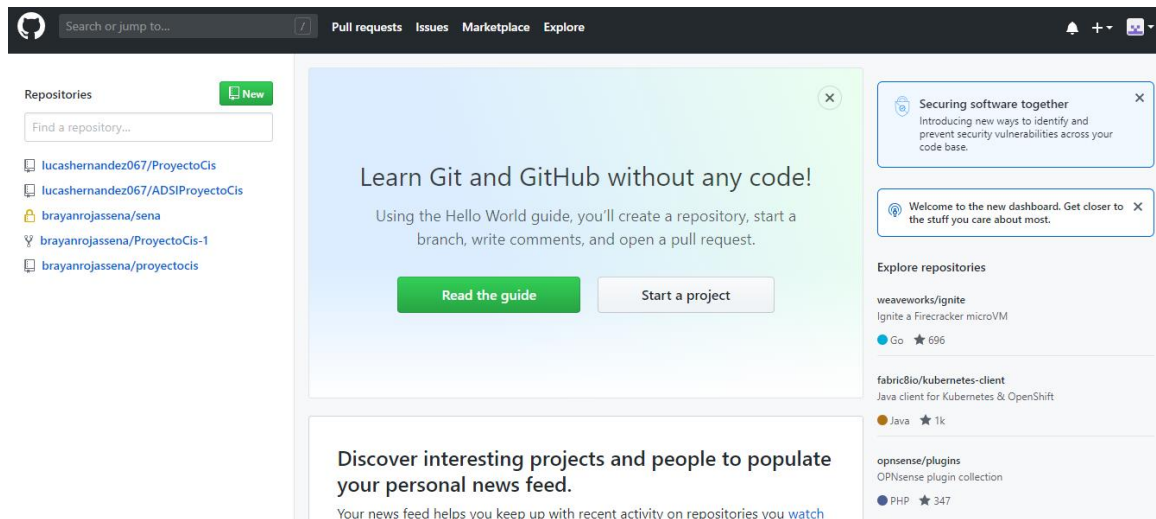 Search or jump to...
/
Pull requests Issues Marketplace Explore
Repositories
New
Find a repository...
lucashernandez067/ProyectoCis
lucashernandez067/ADSIProyectoCis
brayanrojassena/sena
brayanrojassena/ProyectoCis-1
brayanrojassena/proyectocis
Learn Git and GitHub without any code!
Using the Hello World guide, you’ll create a repository, start a
branch, write comments, and open a pull request.
Read the guide
Start a project
Discover interesting projects and people to populate
your personal news feed.
Your news feed helps you keep up with recent activity on repositories you watch
Securing software together
Introducing new ways to identify and
prevent security vulnerabilities across your
code base.
Welcome to the new dashboard. Get closer to
the stuff you care about most.
Explore repositories
weaveworks/ignite
Ignite a Firecracker microVM
Go 696
fabric8io/kubernetes-client
Java client for Kubernetes & OpenShift
Java 1k
opnsense/plugins
OPNsense plugin collection
PHP 347